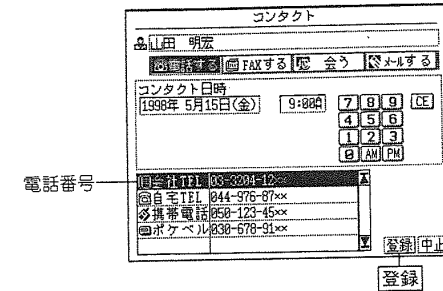 コンタクト
山田 明宏
電話する FAXする 会う メールする
コンタクト日時
1998年 5月15日(金) 9:00A 7 8 9 CE
4 5 6
1 2 3
0 AM PM
電話番号
会社TEL 03-3204-12××
自宅TEL 044-976-87××
携帯電話 050-123-45××
ポケベル 030-678-91××
登録 中止
登録